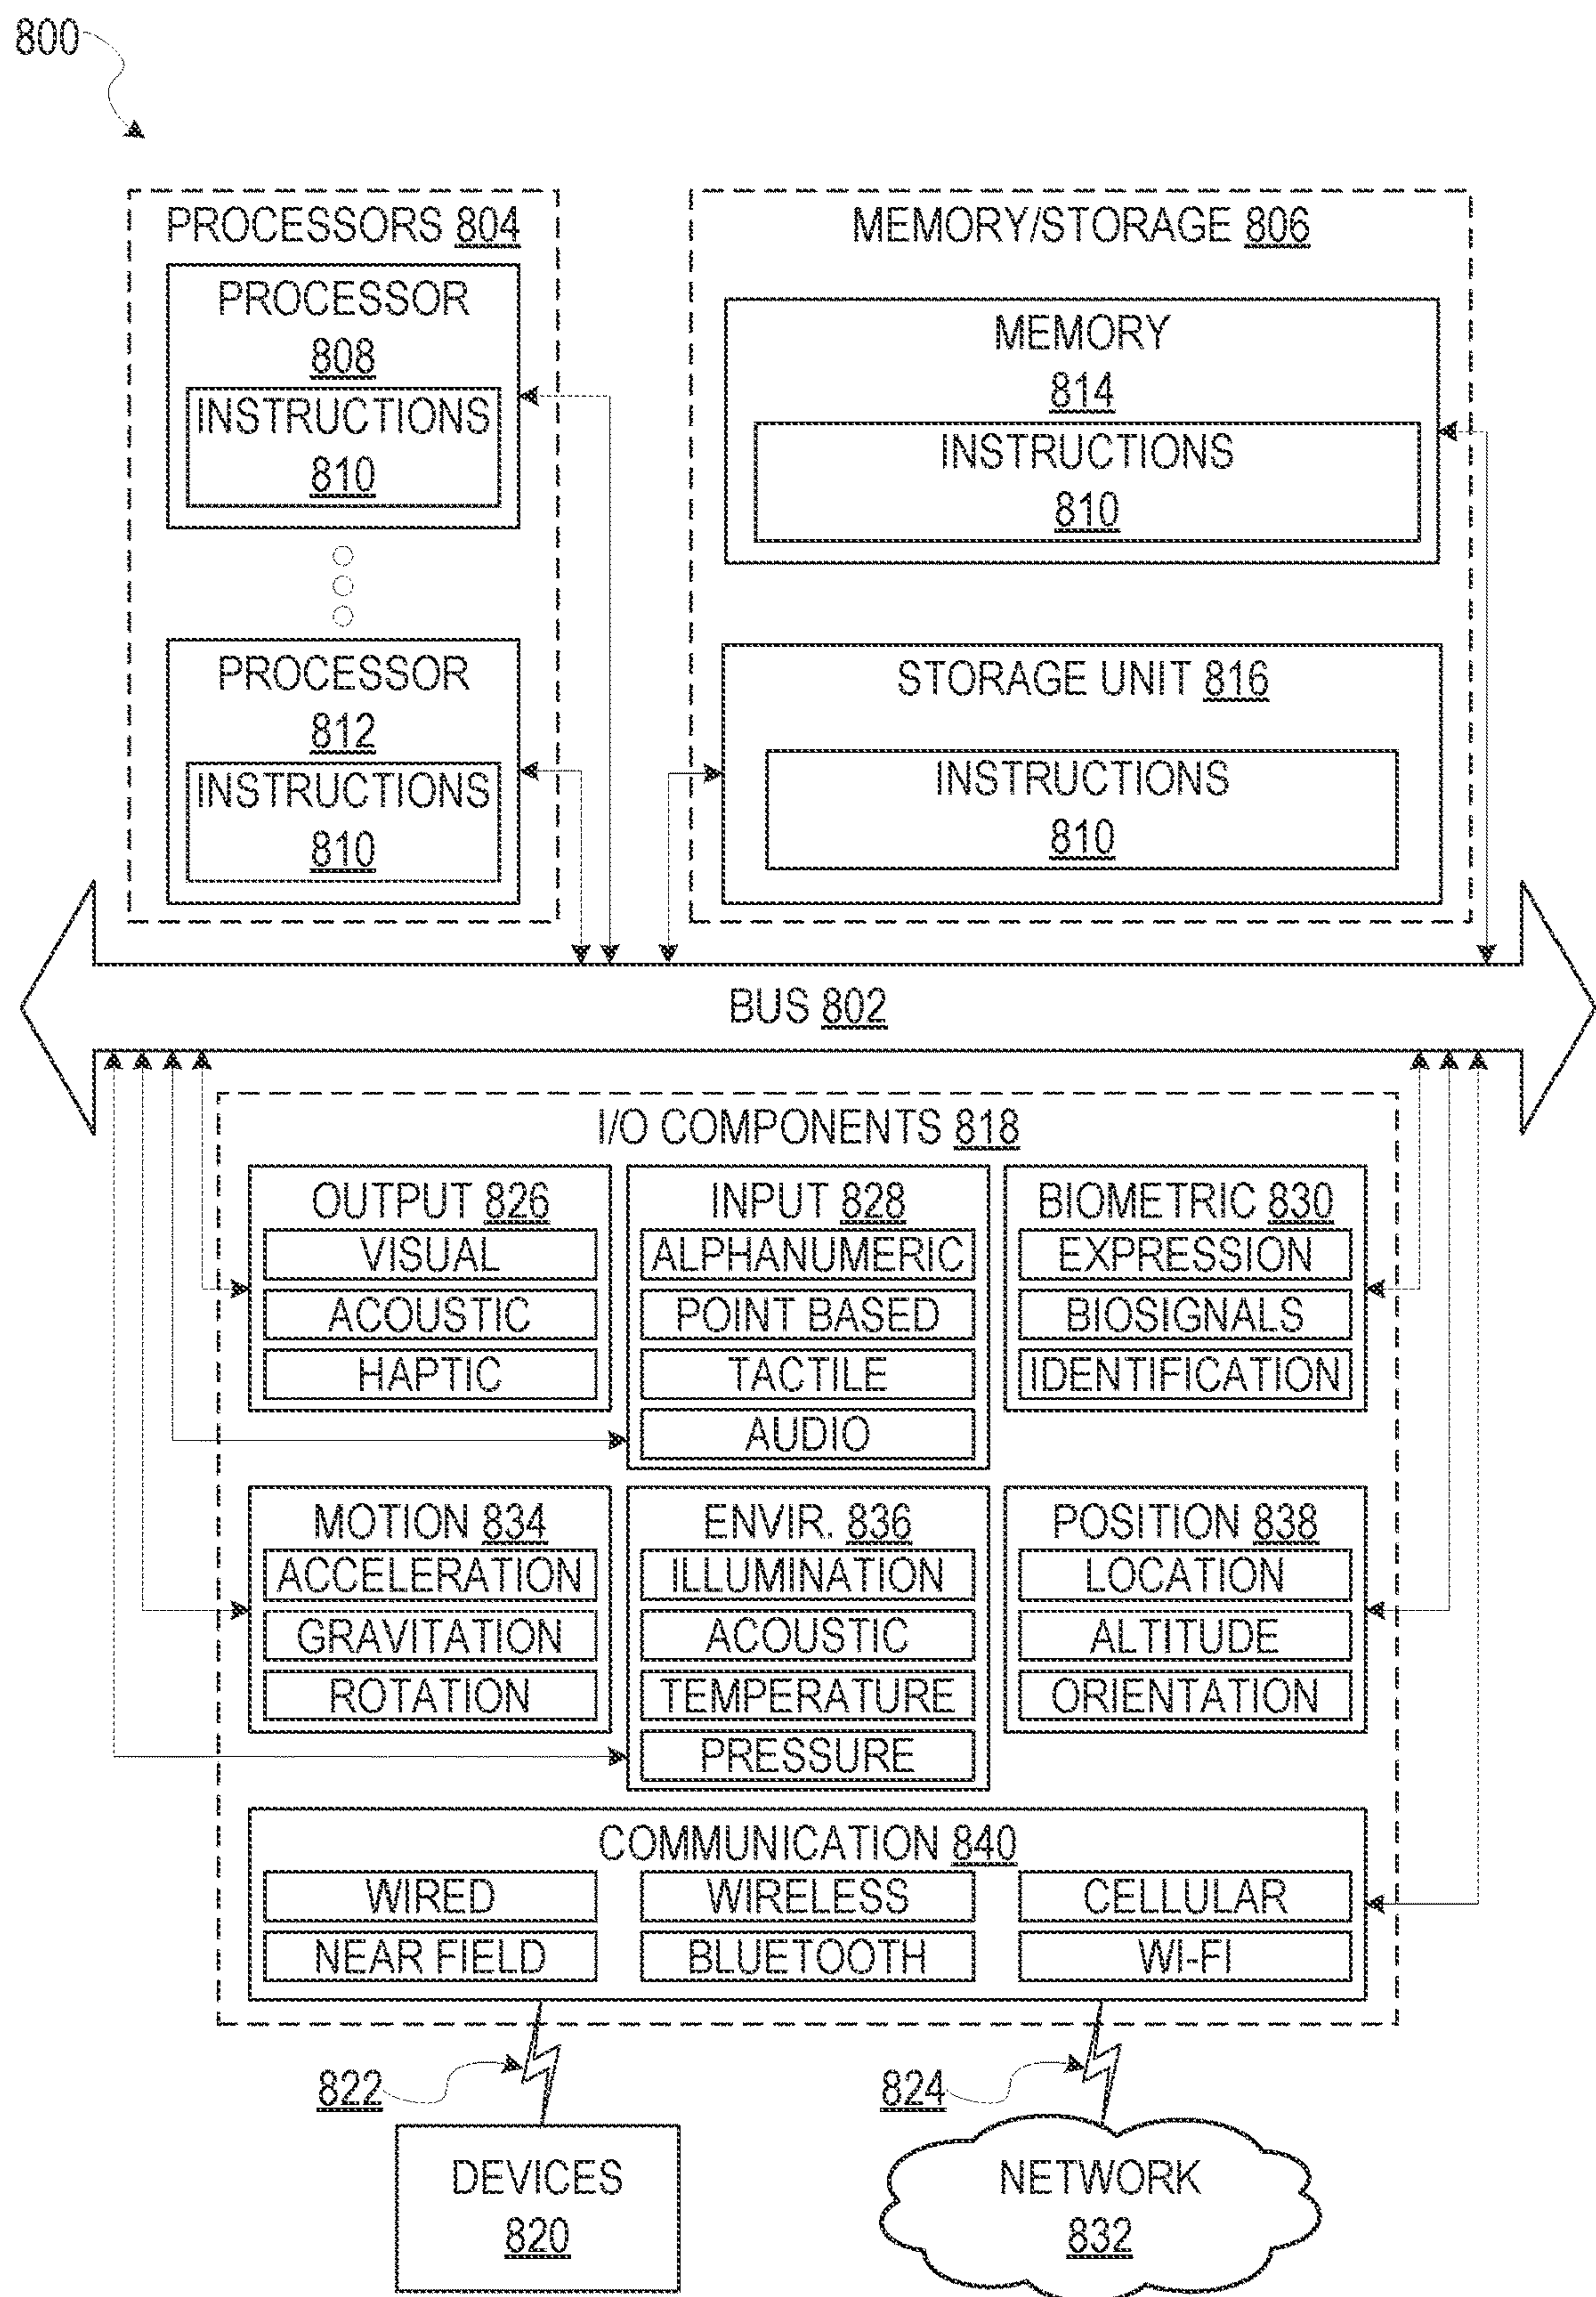 800
PROCESSORS 804
PROCESSOR
808
INSTRUCTIONS
810
PROCESSOR
812
INSTRUCTIONS
810
MEMORY/STORAGE 806
MEMORY
814
INSTRUCTIONS
810
STORAGE UNIT 816
INSTRUCTIONS
810
BUS 802
I/O COMPONENTS 818
OUTPUT 826
VISUAL
ACOUSTIC
HAPTIC
INPUT 828
ALPHANUMERIC
POINT BASED
TACTILE
AUDIO
BIOMETRIC 830
EXPRESSION
BIOSIGNALS
IDENTIFICATION
MOTION 834
ACCELERATION
GRAVITATION
ROTATION
ENVIR. 836
ILLUMINATION
ACOUSTIC
TEMPERATURE
PRESSURE
POSITION 838
LOCATION
ALTITUDE
ORIENTATION
COMMUNICATION 840
WIRED
WIRELESS
CELLULAR
NEAR FIELD
BLUETOOTH
WI-FI
822
824
DEVICES
820
NETWORK
832